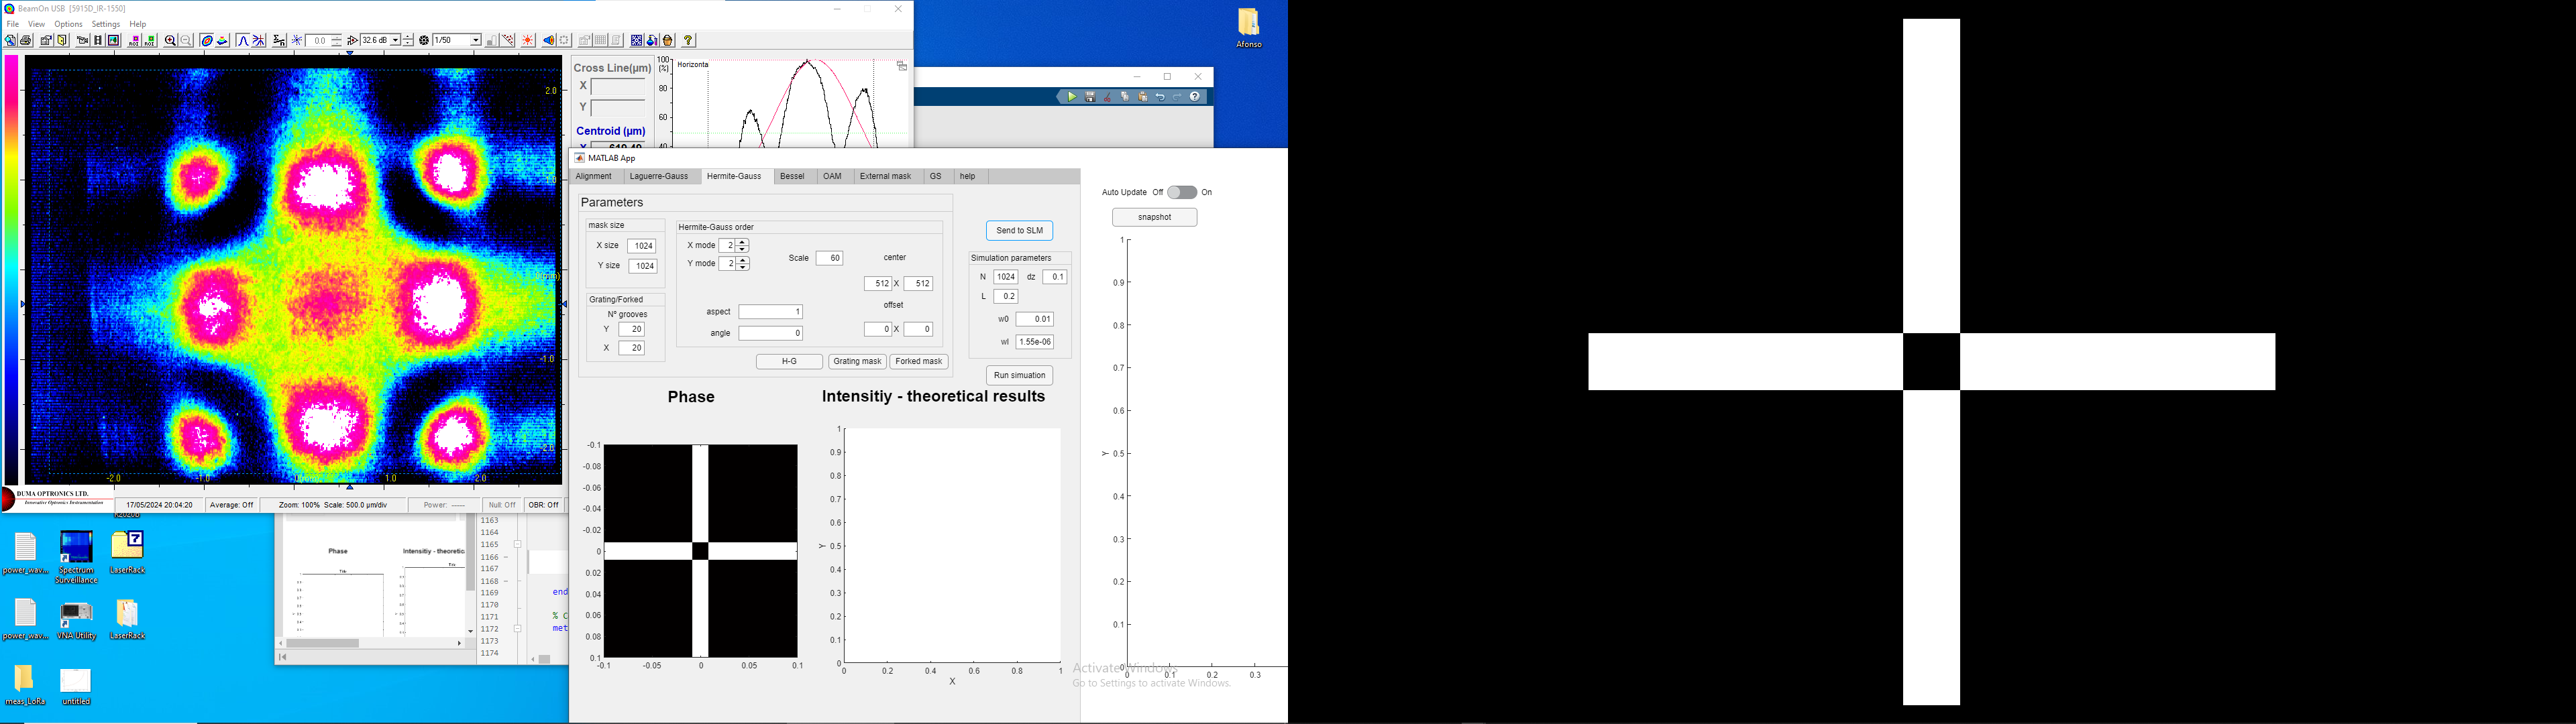 BeamOn USB [5915D_IR-1550]
File View Options Settings Help
0.0 32.6 dB 1/50
Afonso
2.0
-1.0
-2.0 -1.0 1.0 2.0
Cross Line(µm)
X
Y
Centroid (µm)
100
(%)
80
60
40
Horizonta
DUMA OPTRONICS LTD.
Innovative Optics Instrumentation
17/05/2024 20:04:20 Average: Off Zoom: 100% Scale: 500.0 µm/div Power: ----- Null: Off OBR: Off
MATLAB App
Alignment Laguerre-Gauss Hermite-Gauss Bessel OAM External mask GS help
Parameters
mask size
X size 1024
Y size 1024
Grating/Forked
Nº grooves
Y 20
X 20
Hermite-Gauss order
X mode 2
Y mode 2
Scale 60
center
512 X 512
offset
0 X 0
aspect 1
angle 0
H-G Grating mask Forked mask
Send to SLM
Simulation parameters
N 1024 dz 0.1
L 0.2
w0 0.01
wl 1.55e-06
Run simuation
Auto Update Off On
snapshot
Phase
-0.1
-0.08
-0.06
-0.04
-0.02
0
0.02
0.04
0.06
0.08
0.1
-0.1 -0.05 0 0.05 0.1
Intensitiy - theoretical results
1
0.9
0.8
0.7
0.6
0.5
0.4
0.3
0.2
0.1
0
Y
0 0.2 0.4 0.6 0.8 1
X
1
0.9
0.8
0.7
0.6
0.5
0.4
0.3
0.2
0.1
0
Y
0 0.1 0.2 0.3
Activate Windows
Go to Settings to activate Windows.
power_wav... Spectrum Surveillance LaserRack
power_wav... VNA Utility LaserRack
meas_LoRa untitled
Phase Intensitiy - theoretic
1163
1164
1165
1166
1167
1168
1169 end
1170
1171 % C
1172 met
1173
1174